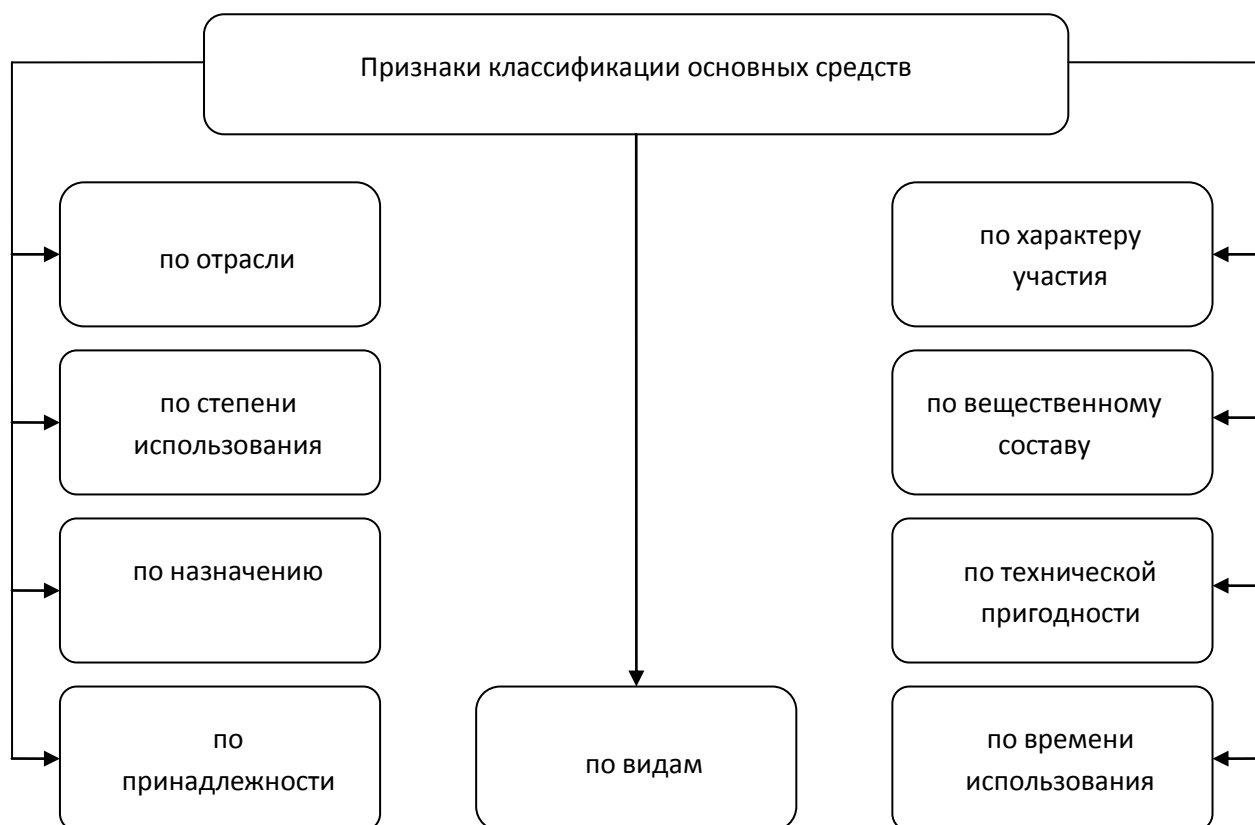 Признаки классификации основных средств
по отрасли
по степени
использования
по назначению
по
принадлежности
по видам
по характеру
участия
по вещественному
составу
по технической
пригодности
по времени
использования